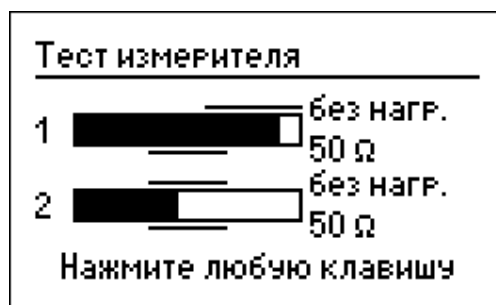 Тест измерителя
без нагр.
1
50 Ω
без нагр.
2
50 Ω
Нажмите любую клавишу